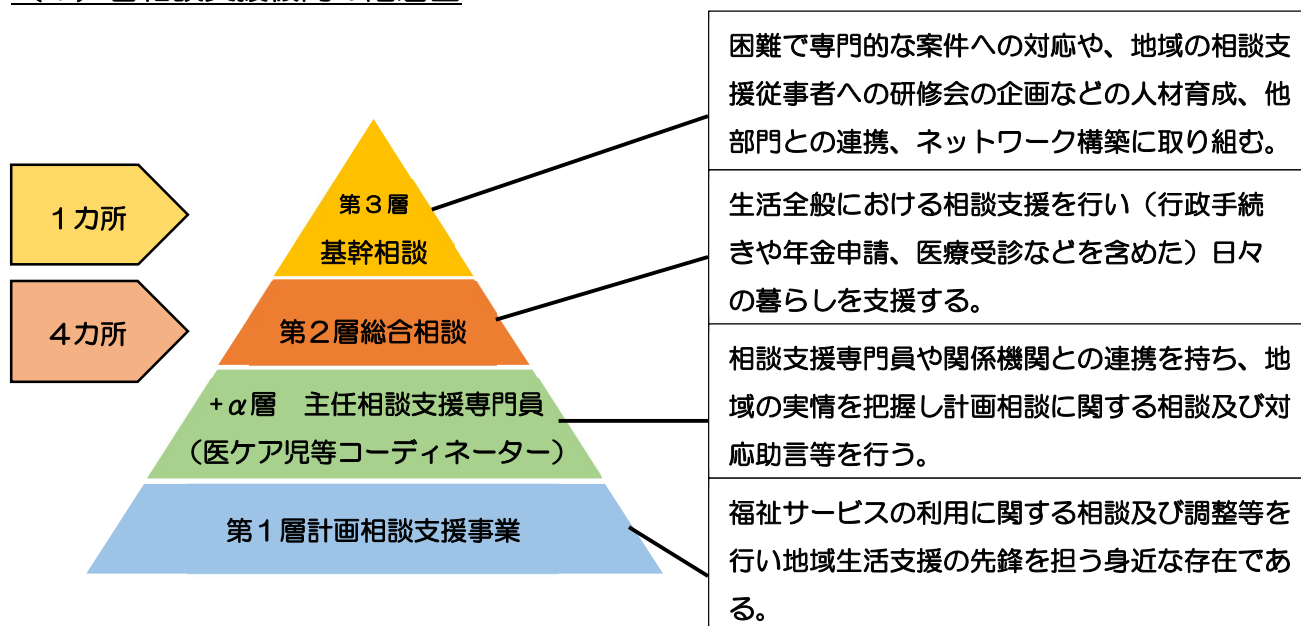 困難で専門的な案件への対応や、地域の相談支
援従事者への研修会の企画などの人材育成、他
部門との連携、ネットワーク構築に取り組む。
1カ所
第3層
基幹相談
生活全般における相談支援を行い（行政手続
きや年金申請、医療受診などを含めた）日々
の暮らしを支援する。
4カ所
第2層総合相談
相談支援専門員や関係機関との連携を持ち、地
域の実情を把握し計画相談に関する相談及び対
応助言等を行う。
+α層　主任相談支援専門員
（医ケア児等コーディネーター）
福祉サービスの利用に関する相談及び調整等を
行い地域生活支援の先鋒を担う身近な存在であ
る。
第1層計画相談支援事業